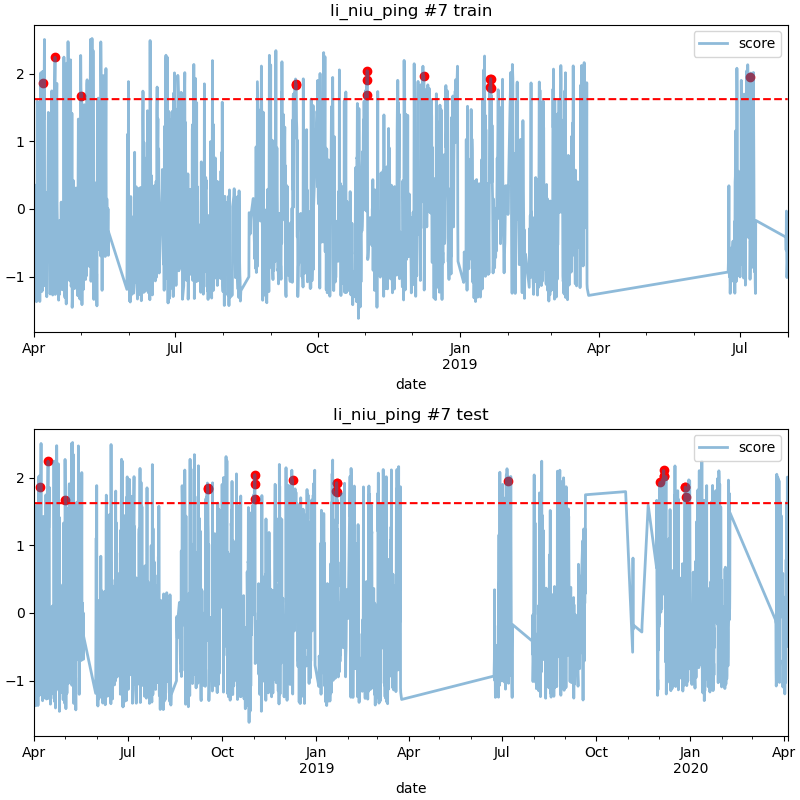 li_niu_ping #7 train
score
2
1
0
−1
Apr Jul Oct Jan Apr Jul
2019
date
li_niu_ping #7 test
score
2
1
0
−1
Apr Jul Oct Jan Apr Jul Oct Jan Apr
2019 2020
date